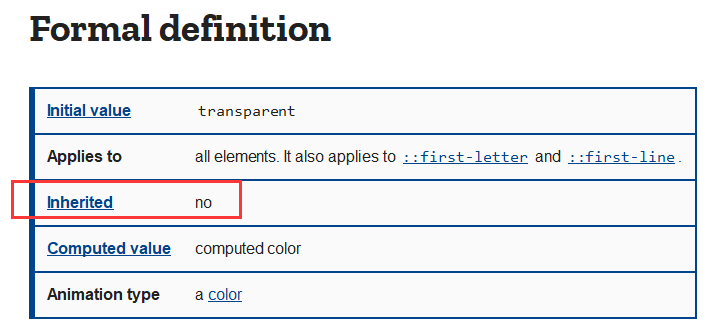 Formal definition
Initial value transparent
Applies to all elements. It also applies to ::first-letter and ::first-line.
Inherited no
Computed value computed color
Animation type a color